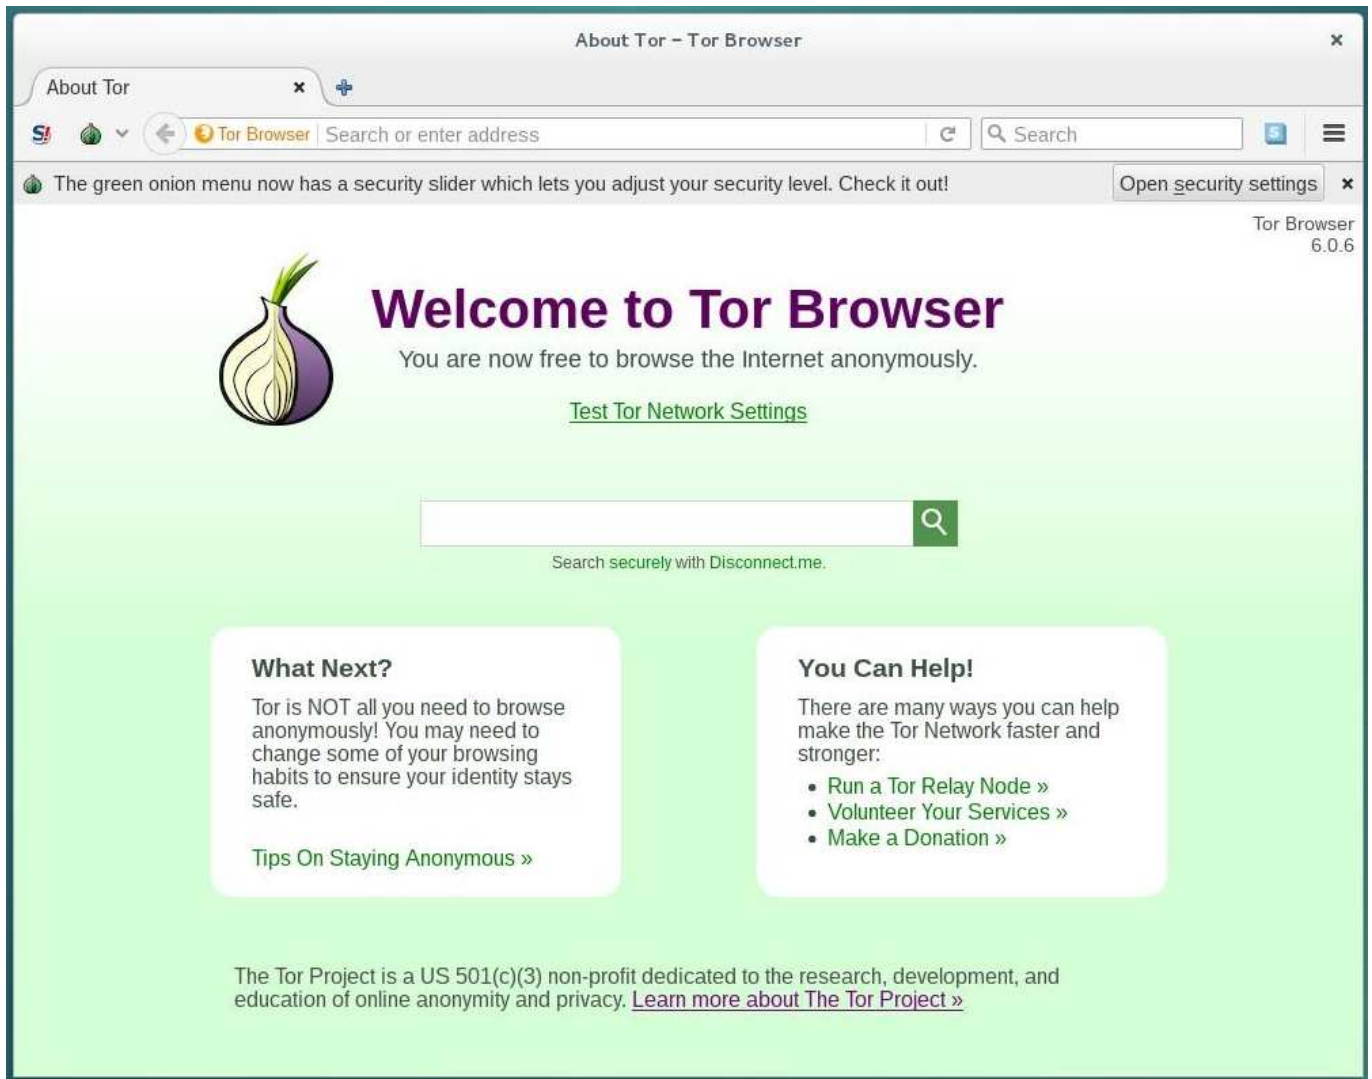 About Tor – Tor Browser
About Tor
Tor Browser Search or enter address Search
The green onion menu now has a security slider which lets you adjust your security level. Check it out! Open security settings
Tor Browser
6.0.6
Welcome to Tor Browser
You are now free to browse the Internet anonymously.
Test Tor Network Settings
Search securely with Disconnect.me.
What Next?
Tor is NOT all you need to browse
anonymously! You may need to
change some of your browsing
habits to ensure your identity stays
safe.
Tips On Staying Anonymous »
You Can Help!
There are many ways you can help
make the Tor Network faster and
stronger:
• Run a Tor Relay Node »
• Volunteer Your Services »
• Make a Donation »
The Tor Project is a US 501(c)(3) non-profit dedicated to the research, development, and
education of online anonymity and privacy. Learn more about The Tor Project »